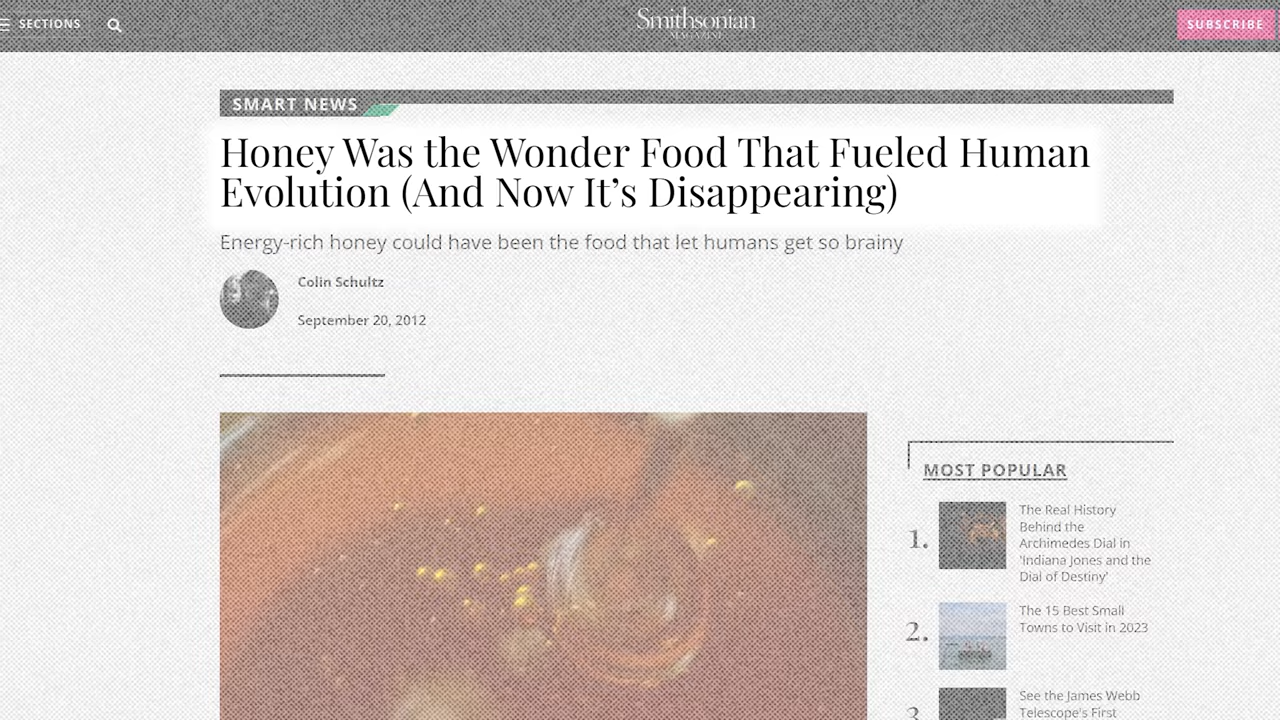 SECTIONS
Smithsonian
MAGAZINE
SUBSCRIBE
SMART NEWS
Honey Was the Wonder Food That Fueled Human
Evolution (And Now It’s Disappearing)
Energy-rich honey could have been the food that let humans get so brainy
Colin Schultz
September 20, 2012
MOST POPULAR
1.
The Real History
Behind the
Archimedes Dial in
'Indiana Jones and the
Dial of Destiny'
2.
The 15 Best Small
Towns to Visit in 2023
3.
See the James Webb
Telescope's First